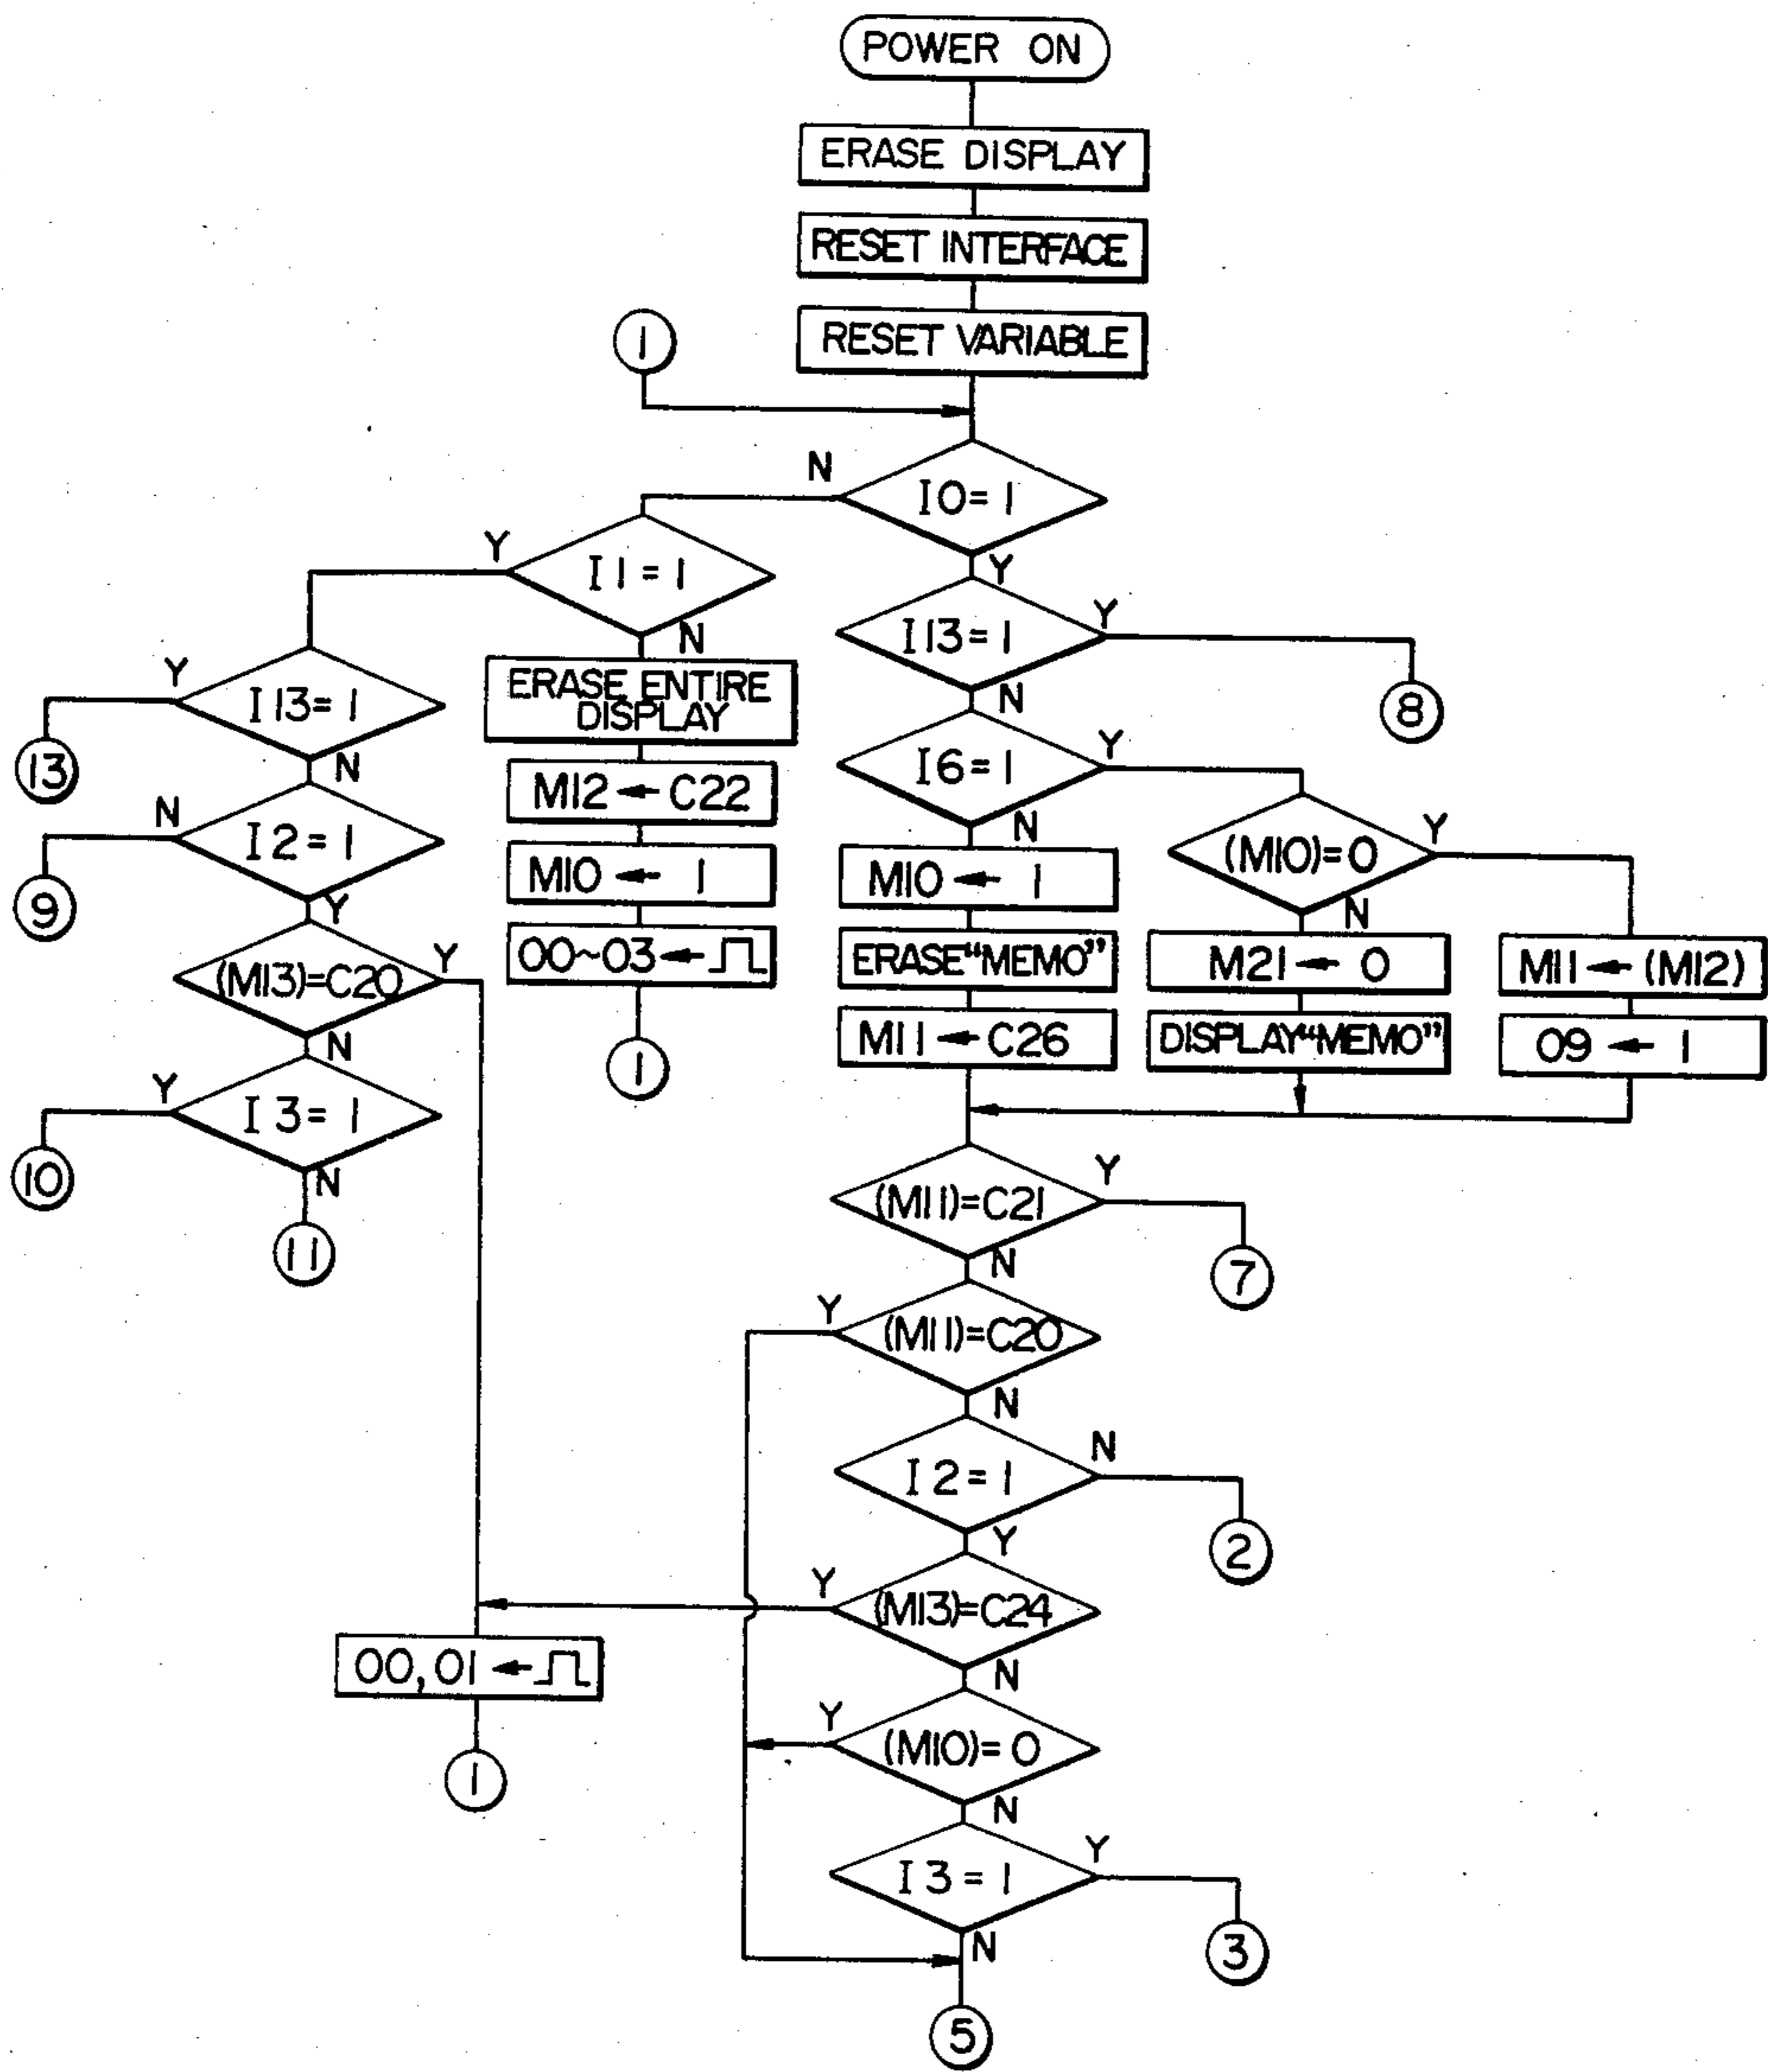 POWER ON
ERASE DISPLAY
RESET INTERFACE
RESET VARIABLE
1
N
I0=1
Y
Y
I1=1
N
I13=1
Y
8
N
ERASE ENTIRE
DISPLAY
Y
I13=1
13
N
M12←C22
M10←1
00~03←
1
N
I2=1
9
Y
(M13)=C20
Y
N
Y
I3=1
10
N
11
I6=1
Y
N
(M10)=0
Y
N
M10←1
ERASE"MEMO"
M11←C26
M21←0
DISPLAY"MEMO"
M11←(M12)
09←1
(M11)=C21
Y
7
N
Y
(M11)=C20
N
I2=1
N
2
Y
Y
(M13)=C24
N
00,01←
1
Y
(M10)=0
N
I3=1
Y
3
N
5